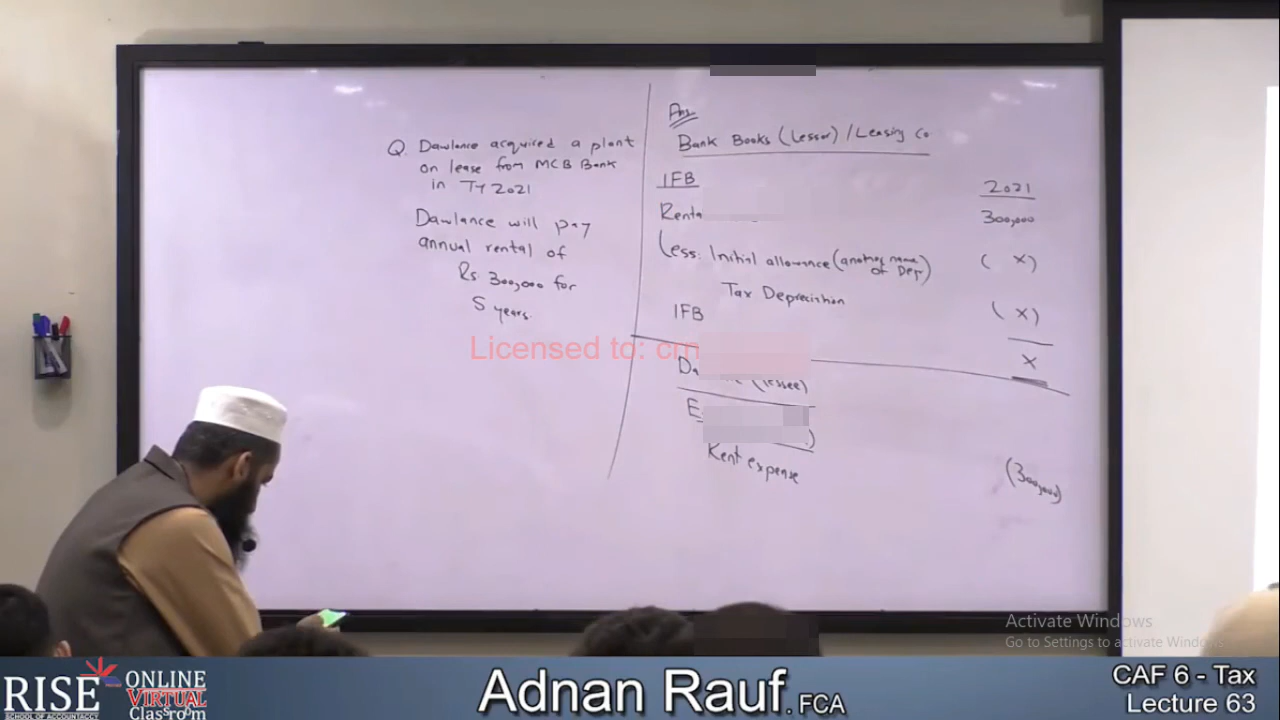 Q. Dawlance acquired a plant
on lease from MCB Bank
in TY 2021
Dawlance will pay
annual rental of
Rs. 300,000 for
5 years.
Ans.
Bank Books (Lessor) / Leasing Co
IFB 2021
300,000
Less: Initial allowance (another name of Dep) ( x )
Tax Depreciation ( x )
IFB x
(lessee)
Rent expense (300,000)
Licensed to:
Activate Windows
Go to Settings to activate Windows.
RISE
SCHOOL OF ACCOUNTANCY
ONLINE
VIRTUAL
Classroom
Adnan Rauf. FCA
CAF 6 - Tax
Lecture 63